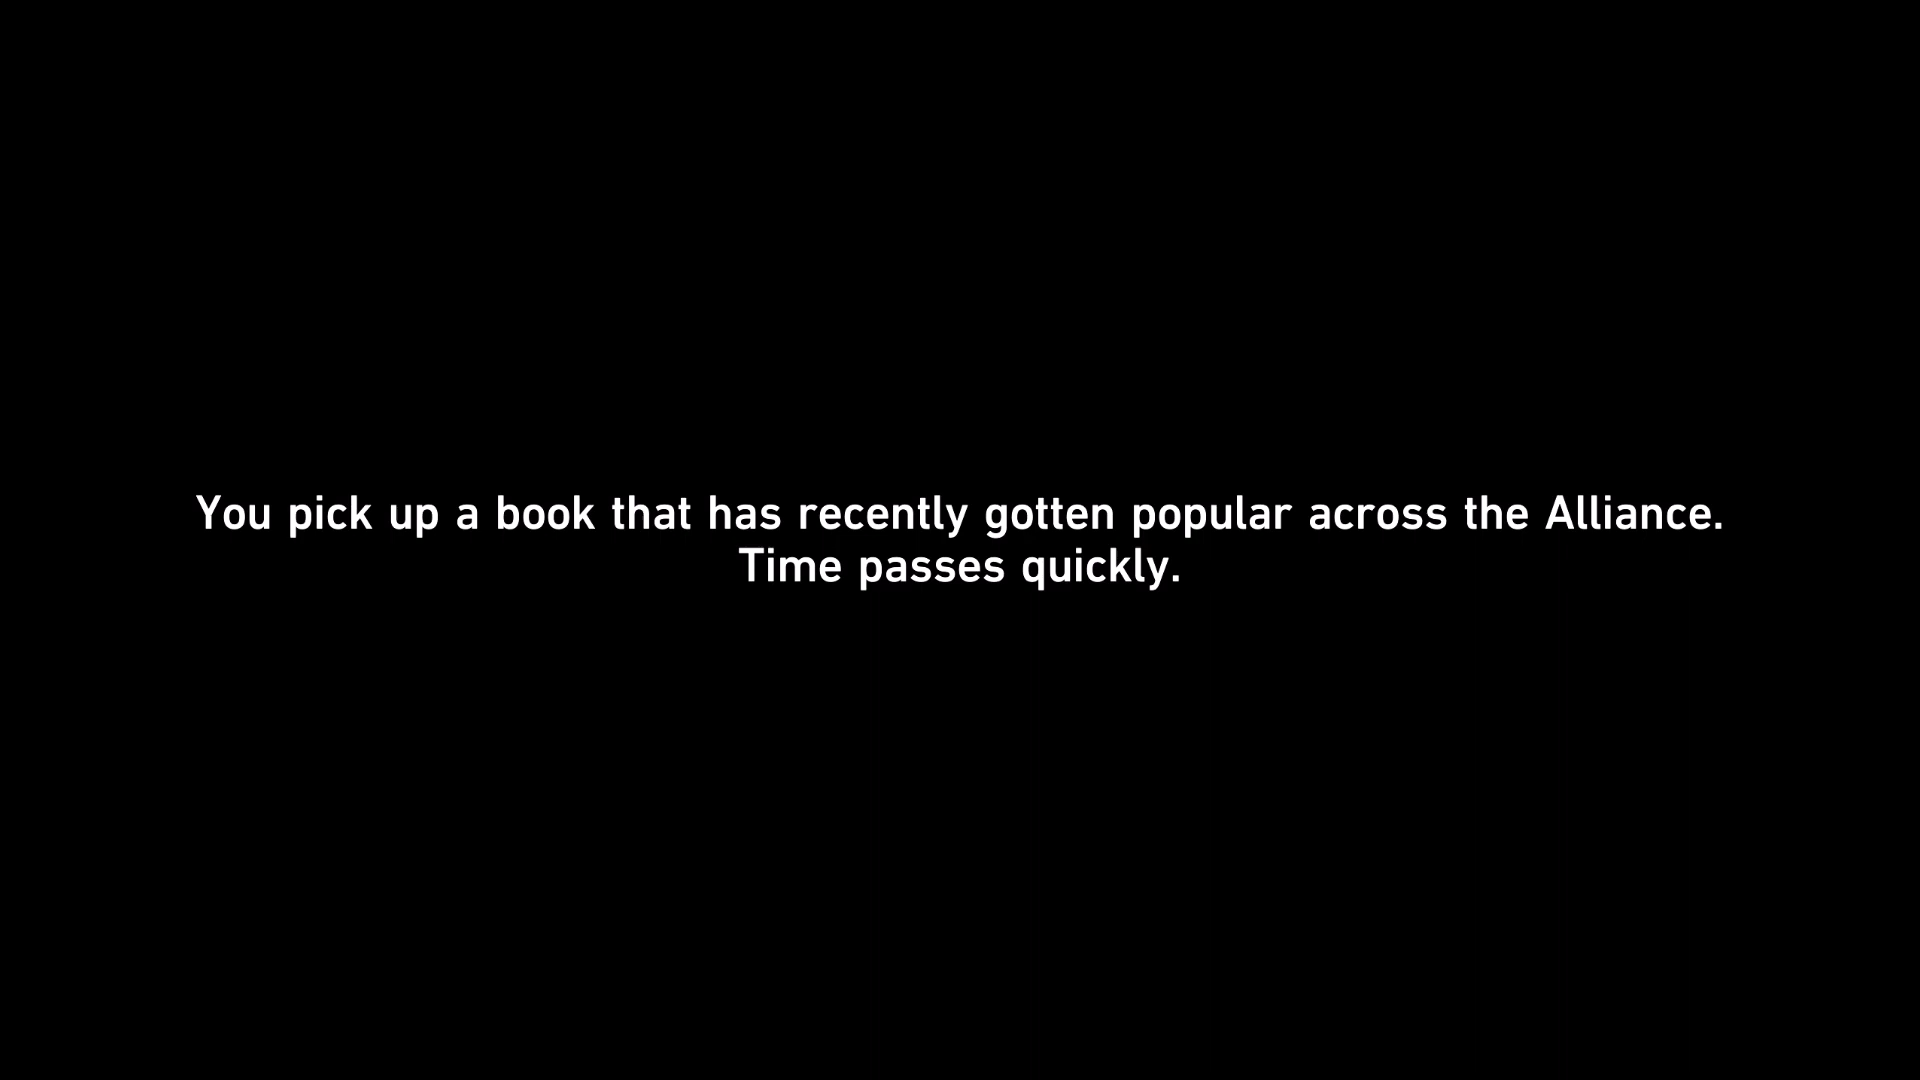 You pick up a book that has recently gotten popular across the Alliance.
Time passes quickly.